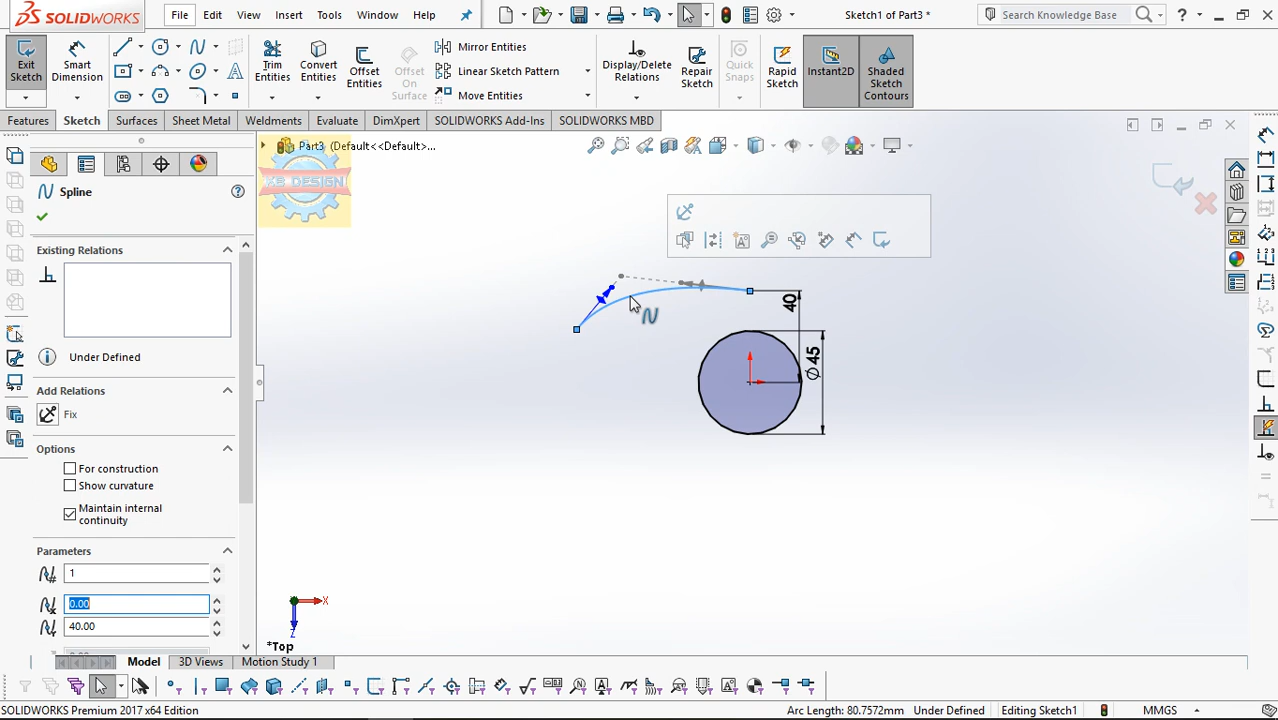 SOLIDWORKS
File
Edit
View
Insert
Tools
Window
Help
Sketch1 of Part3 *
Search Knowledge Base
Exit Sketch
Smart Dimension
Trim Entities
Convert Entities
Offset Entities
Offset On Surface
Mirror Entities
Linear Sketch Pattern
Move Entities
Display/Delete Relations
Repair Sketch
Quick Snaps
Rapid Sketch
Instant2D
Shaded Sketch Contours
Features
Sketch
Surfaces
Sheet Metal
Weldments
Evaluate
DimXpert
SOLIDWORKS Add-Ins
SOLIDWORKS MBD
Part3 (Default<<Default>...
KB DESIGN
Spline
Existing Relations
Under Defined
Add Relations
Fix
Options
For construction
Show curvature
Maintain internal continuity
Parameters
1
0.00
40.00
40
Ø 45
X
Z
*Top
Model
3D Views
Motion Study 1
SOLIDWORKS Premium 2017 x64 Edition
Arc Length: 80.7572mm
Under Defined
Editing Sketch1
MMGS